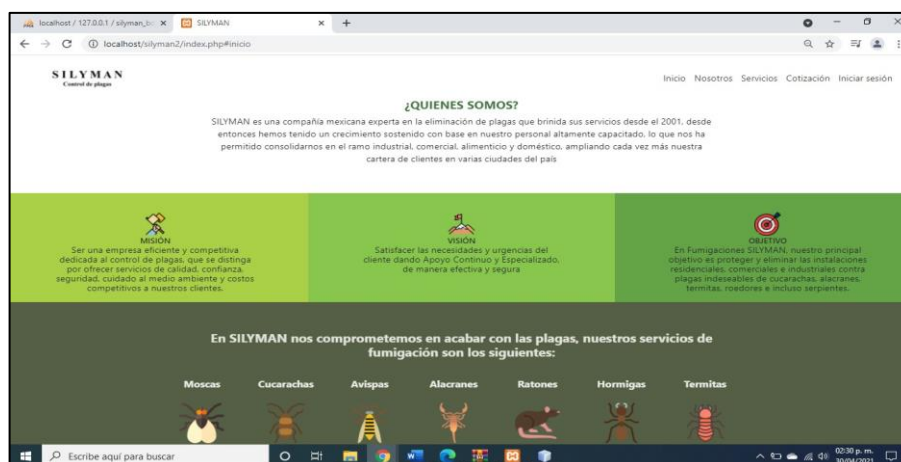 localhost / 127.0.0.1 / silyman_bd
SILYMAN
localhost/silyman2/index.php#inicio
SILYMAN
Control de plagas
Inicio Nosotros Servicios Cotización Iniciar sesión
¿QUIENES SOMOS?
SILYMAN es una compañía mexicana experta en la eliminación de plagas que brinida sus servicios desde el 2001, desde
entonces hemos tenido un crecimiento sostenido con base en nuestro personal altamente capacitado, lo que nos ha
permitido consolidarnos en el ramo industrial, comercial, alimenticio y doméstico, ampliando cada vez más nuestra
cartera de clientes en varias ciudades del país
MISIÓN
Ser una empresa eficiente y competitiva
dedicada al control de plagas, que se distinga
por ofrecer servicios de calidad, confianza,
seguridad, cuidado al medio ambiente y costos
competitivos a nuestros clientes.
VISIÓN
Satisfacer las necesidades y urgencias del
cliente dando Apoyo Continuo y Especializado,
de manera efectiva y segura
OBJETIVO
En Fumigaciones SILYMAN, nuestro principal
objetivo es proteger y eliminar las instalaciones
residenciales, comerciales e industriales contra
plagas indeseables de cucarachas, alacranes,
termitas, roedores e incluso serpientes.
En SILYMAN nos comprometemos en acabar con las plagas, nuestros servicios de
fumigación son los siguientes:
Moscas Cucarachas Avispas Alacranes Ratones Hormigas Termitas
Escribe aquí para buscar
02:30 p. m.
30/04/2021